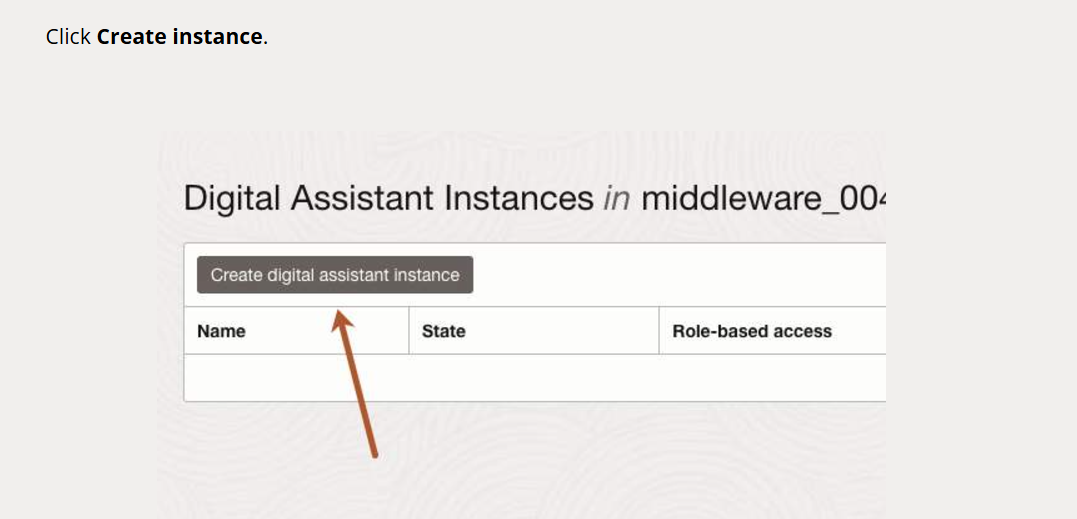 Click Create instance.
Digital Assistant Instances in middleware_00
Create digital assistant instance
Name State Role-based access